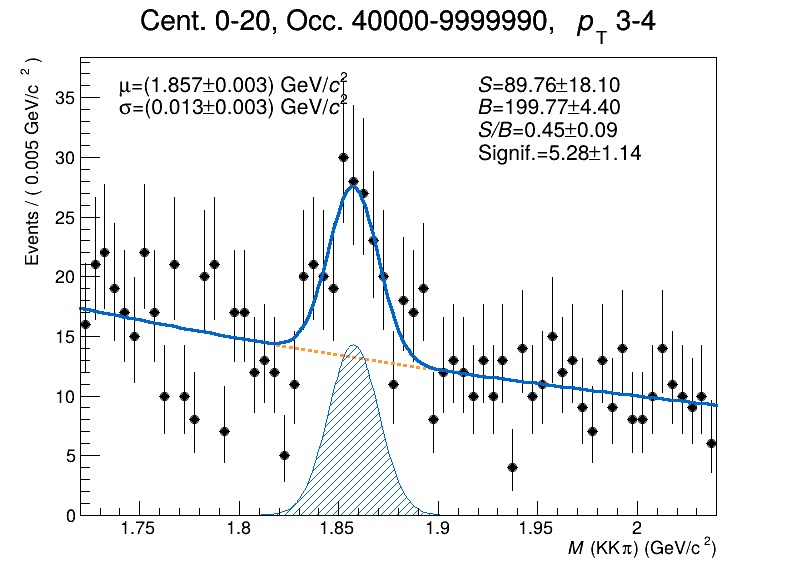 Cent. 0-20, Occ. 40000-9999990, pT 3-4
μ=(1.857±0.003) GeV/c2
σ=(0.013±0.003) GeV/c2
S=89.76±18.10
B=199.77±4.40
S/B=0.45±0.09
Signif.=5.28±1.14
Events / ( 0.005 GeV/c 2 )
35
30
25
20
15
10
5
0
1.75 1.8 1.85 1.9 1.95 2
M (KKπ) (GeV/c2)